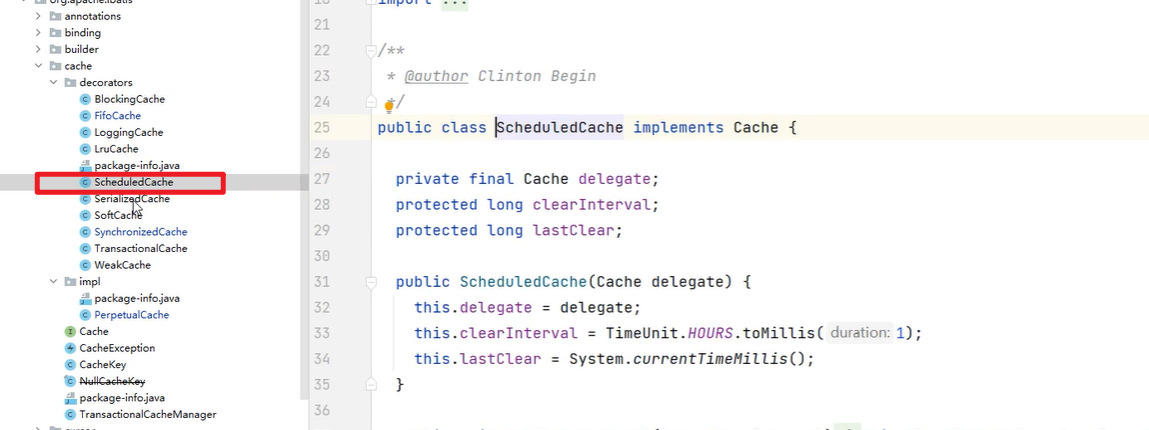 org.apache.ibatis
annotations
binding
builder
cache
decorators
BlockingCache
FifoCache
LoggingCache
LruCache
package-info.java
ScheduledCache
SerializedCache
SoftCache
SynchronizedCache
TransactionalCache
WeakCache
impl
package-info.java
PerpetualCache
Cache
CacheException
CacheKey
NullCacheKey
package-info.java
TransactionalCacheManager
import ...
21
22 /**
23 * @author Clinton Begin
24 */
25 public class ScheduledCache implements Cache {
26
27 private final Cache delegate;
28 protected long clearInterval;
29 protected long lastClear;
30
31 public ScheduledCache(Cache delegate) {
32 this.delegate = delegate;
33 this.clearInterval = TimeUnit.HOURS.toMillis( duration: 1);
34 this.lastClear = System.currentTimeMillis();
35 }
36